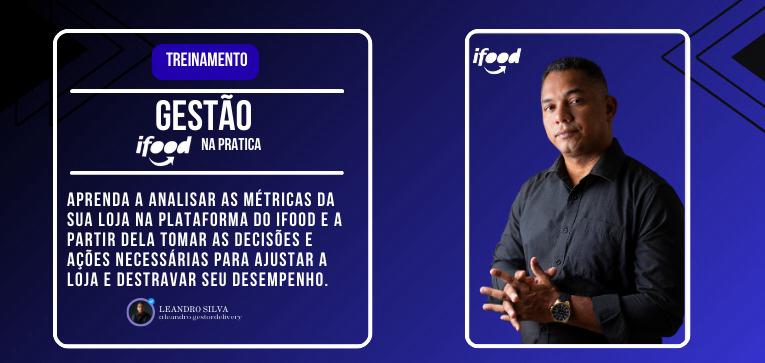 TREINAMENTO
GESTÃO
ifood NA PRATICA
APRENDA A ANALISAR AS MÉTRICAS DA
SUA LOJA NA PLATAFORMA DO IFOOD E A
PARTIR DELA TOMAR AS DECISÕES E
AÇÕES NECESSÁRIAS PARA AJUSTAR A
LOJA E DESTRAVAR SEU DESEMPENHO.
LEANDRO SILVA
@leandro.gestordelivery
ifood